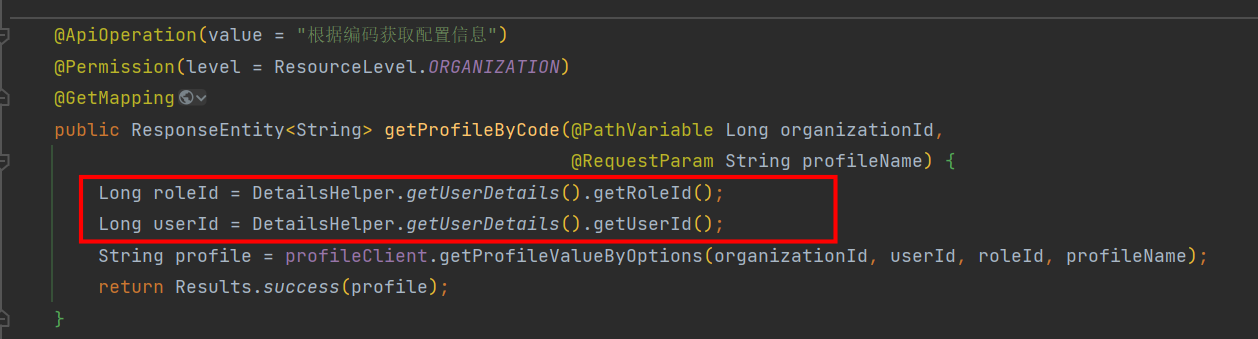 @ApiOperation(value = "根据编码获取配置信息")
@Permission(level = ResourceLevel.ORGANIZATION)
@GetMapping
public ResponseEntity<String> getProfileByCode(@PathVariable Long organizationId,
@RequestParam String profileName) {
Long roleId = DetailsHelper.getUserDetails().getRoleId();
Long userId = DetailsHelper.getUserDetails().getUserId();
String profile = profileClient.getProfileValueByOptions(organizationId, userId, roleId, profileName);
return Results.success(profile);
}